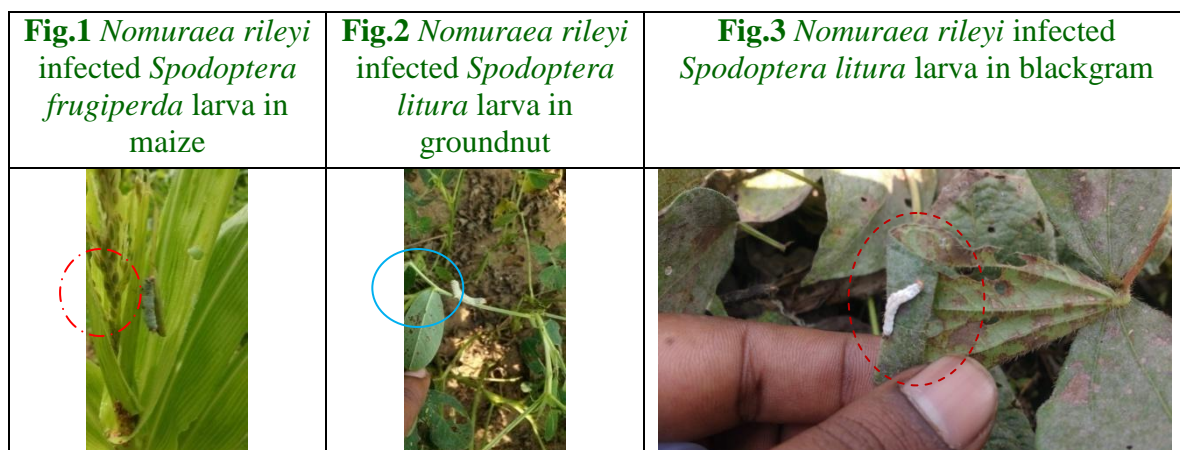 Fig.1 Nomuraea rileyi
infected Spodoptera
frugiperda larva in
maize
Fig.2 Nomuraea rileyi
infected Spodoptera
litura larva in
groundnut
Fig.3 Nomuraea rileyi infected
Spodoptera litura larva in blackgram